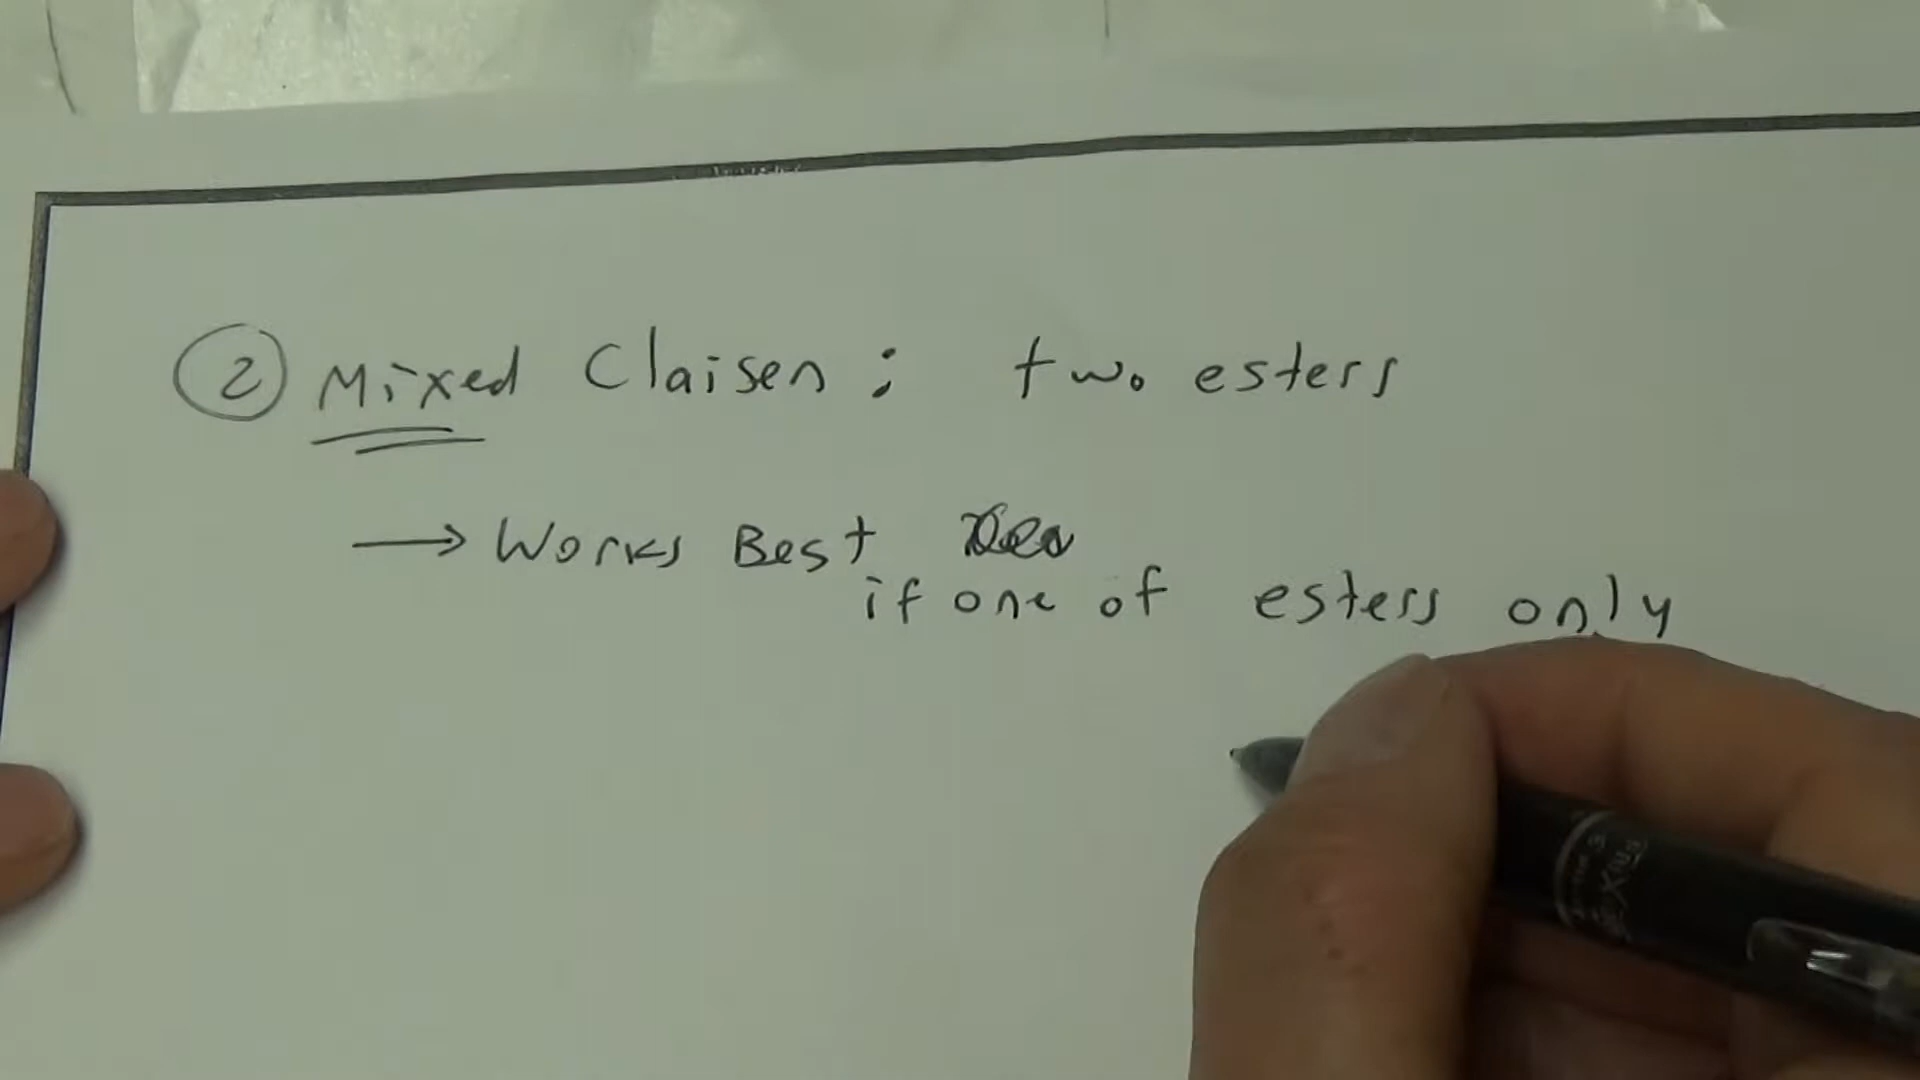 ② Mixed Claisen: two esters
→ Works Best
if one of esters only